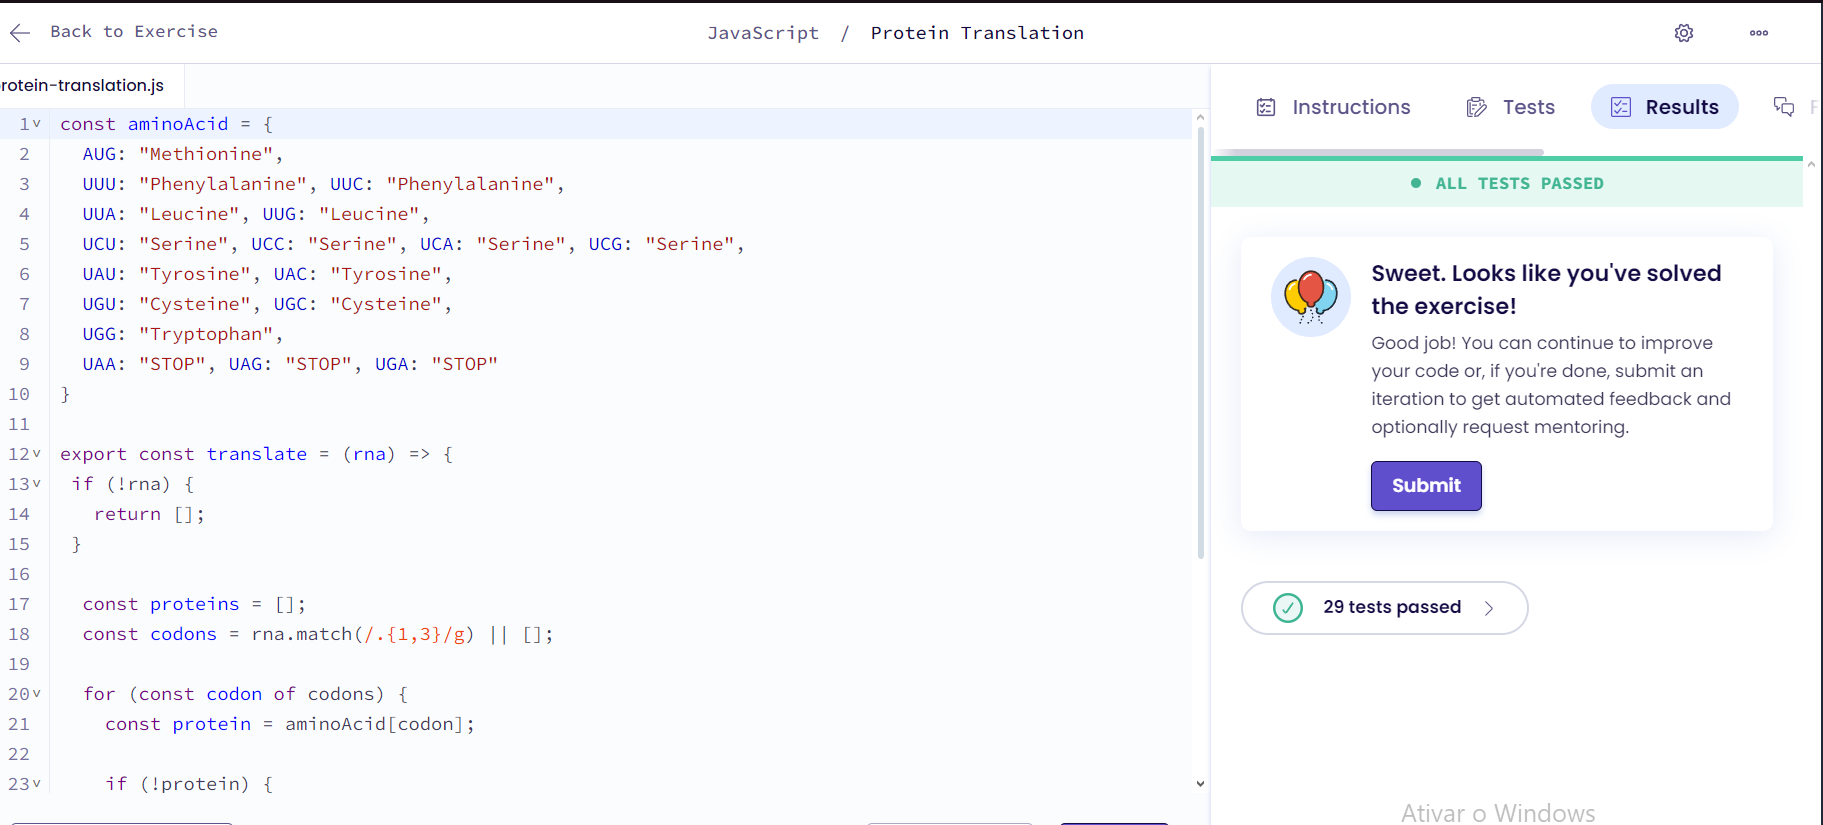 Back to Exercise
JavaScript / Protein Translation
rotein-translation.js
Instructions
Tests
Results
1 const aminoAcid = {
2 AUG: "Methionine",
3 UUU: "Phenylalanine", UUC: "Phenylalanine",
4 UUA: "Leucine", UUG: "Leucine",
5 UCU: "Serine", UCC: "Serine", UCA: "Serine", UCG: "Serine",
6 UAU: "Tyrosine", UAC: "Tyrosine",
7 UGU: "Cysteine", UGC: "Cysteine",
8 UGG: "Tryptophan",
9 UAA: "STOP", UAG: "STOP", UGA: "STOP"
10 }
11
12 export const translate = (rna) => {
13 if (!rna) {
14 return [];
15 }
16
17 const proteins = [];
18 const codons = rna.match(/.{1,3}/g) || [];
19
20 for (const codon of codons) {
21 const protein = aminoAcid[codon];
22
23 if (!protein) {
ALL TESTS PASSED
Sweet. Looks like you've solved
the exercise!
Good job! You can continue to improve
your code or, if you're done, submit an
iteration to get automated feedback and
optionally request mentoring.
Submit
29 tests passed
Ativar o Windows